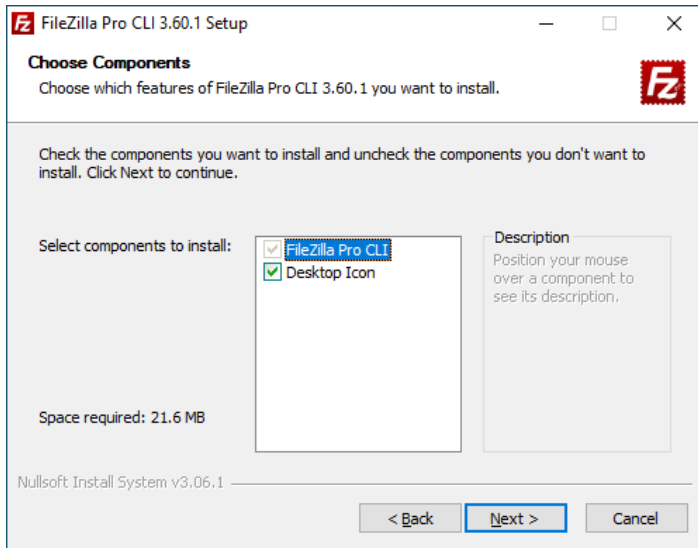 FileZilla Pro CLI 3.60.1 Setup
Choose Components
Choose which features of FileZilla Pro CLI 3.60.1 you want to install.
Fz
Check the components you want to install and uncheck the components you don't want to
install. Click Next to continue.
Select components to install:
FileZilla Pro CLI
Desktop Icon
Description
Position your mouse
over a component to
see its description.
Space required: 21.6 MB
Nullsoft Install System v3.06.1
< Back
Next >
Cancel